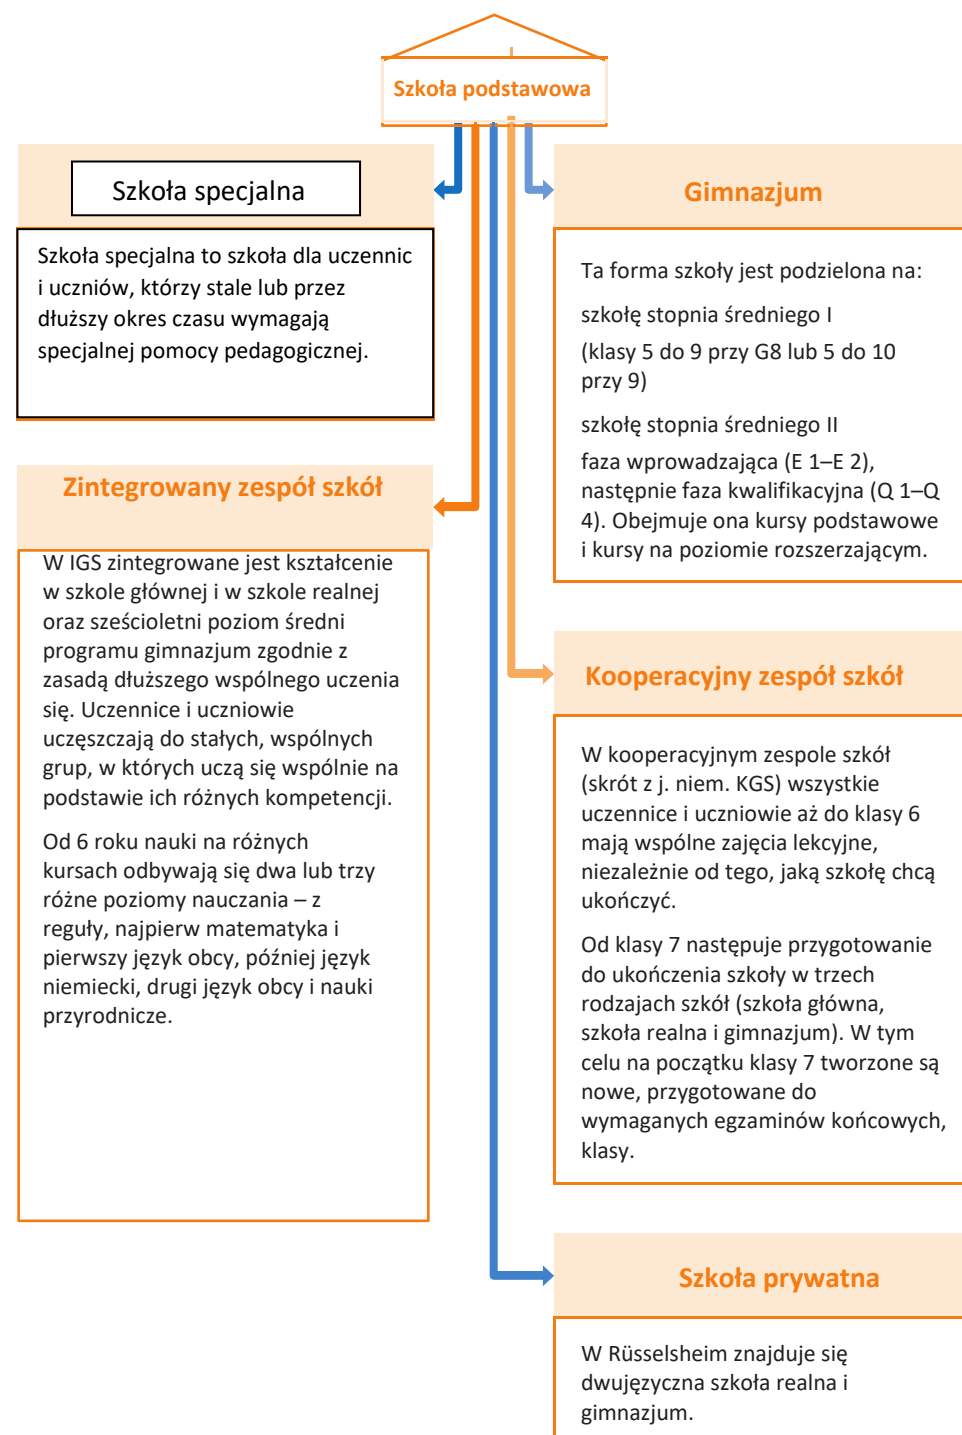 Szkoła podstawowa
Szkoła specjalna
Szkoła specjalna to szkoła dla uczennic
i uczniów, którzy stale lub przez
dłuższy okres czasu wymagają
specjalnej pomocy pedagogicznej.
Zintegrowany zespół szkół
W IGS zintegrowane jest kształcenie
w szkole głównej i w szkole realnej
oraz sześcioletni poziom średni
programu gimnazjum zgodnie z
zasadą dłuższego wspólnego uczenia
się. Uczennice i uczniowie
uczęszczają do stałych, wspólnych
grup, w których uczą się wspólnie na
podstawie ich różnych kompetencji.
Od 6 roku nauki na różnych
kursach odbywają się dwa lub trzy
różne poziomy nauczania – z
reguły, najpierw matematyka i
pierwszy język obcy, później język
niemiecki, drugi język obcy i nauki
przyrodnicze.
Gimnazjum
Ta forma szkoły jest podzielona na:
szkołę stopnia średniego I
(klasy 5 do 9 przy G8 lub 5 do 10
przy 9)
szkołę stopnia średniego II
faza wprowadzająca (E 1–E 2),
następnie faza kwalifikacyjna (Q 1–Q
4). Obejmuje ona kursy podstawowe
i kursy na poziomie rozszerzającym.
Kooperacyjny zespół szkół
W kooperacyjnym zespole szkół
(skrót z j. niem. KGS) wszystkie
uczennice i uczniowie aż do klasy 6
mają wspólne zajęcia lekcyjne,
niezależnie od tego, jaką szkołę chcą
ukończyć.
Od klasy 7 następuje przygotowanie
do ukończenia szkoły w trzech
rodzajach szkół (szkoła główna,
szkoła realna i gimnazjum). W tym
celu na początku klasy 7 tworzone są
nowe, przygotowane do
wymaganych egzaminów końcowych,
klasy.
Szkoła prywatna
W Rüsselsheim znajduje się
dwujęzyczna szkoła realna i
gimnazjum.